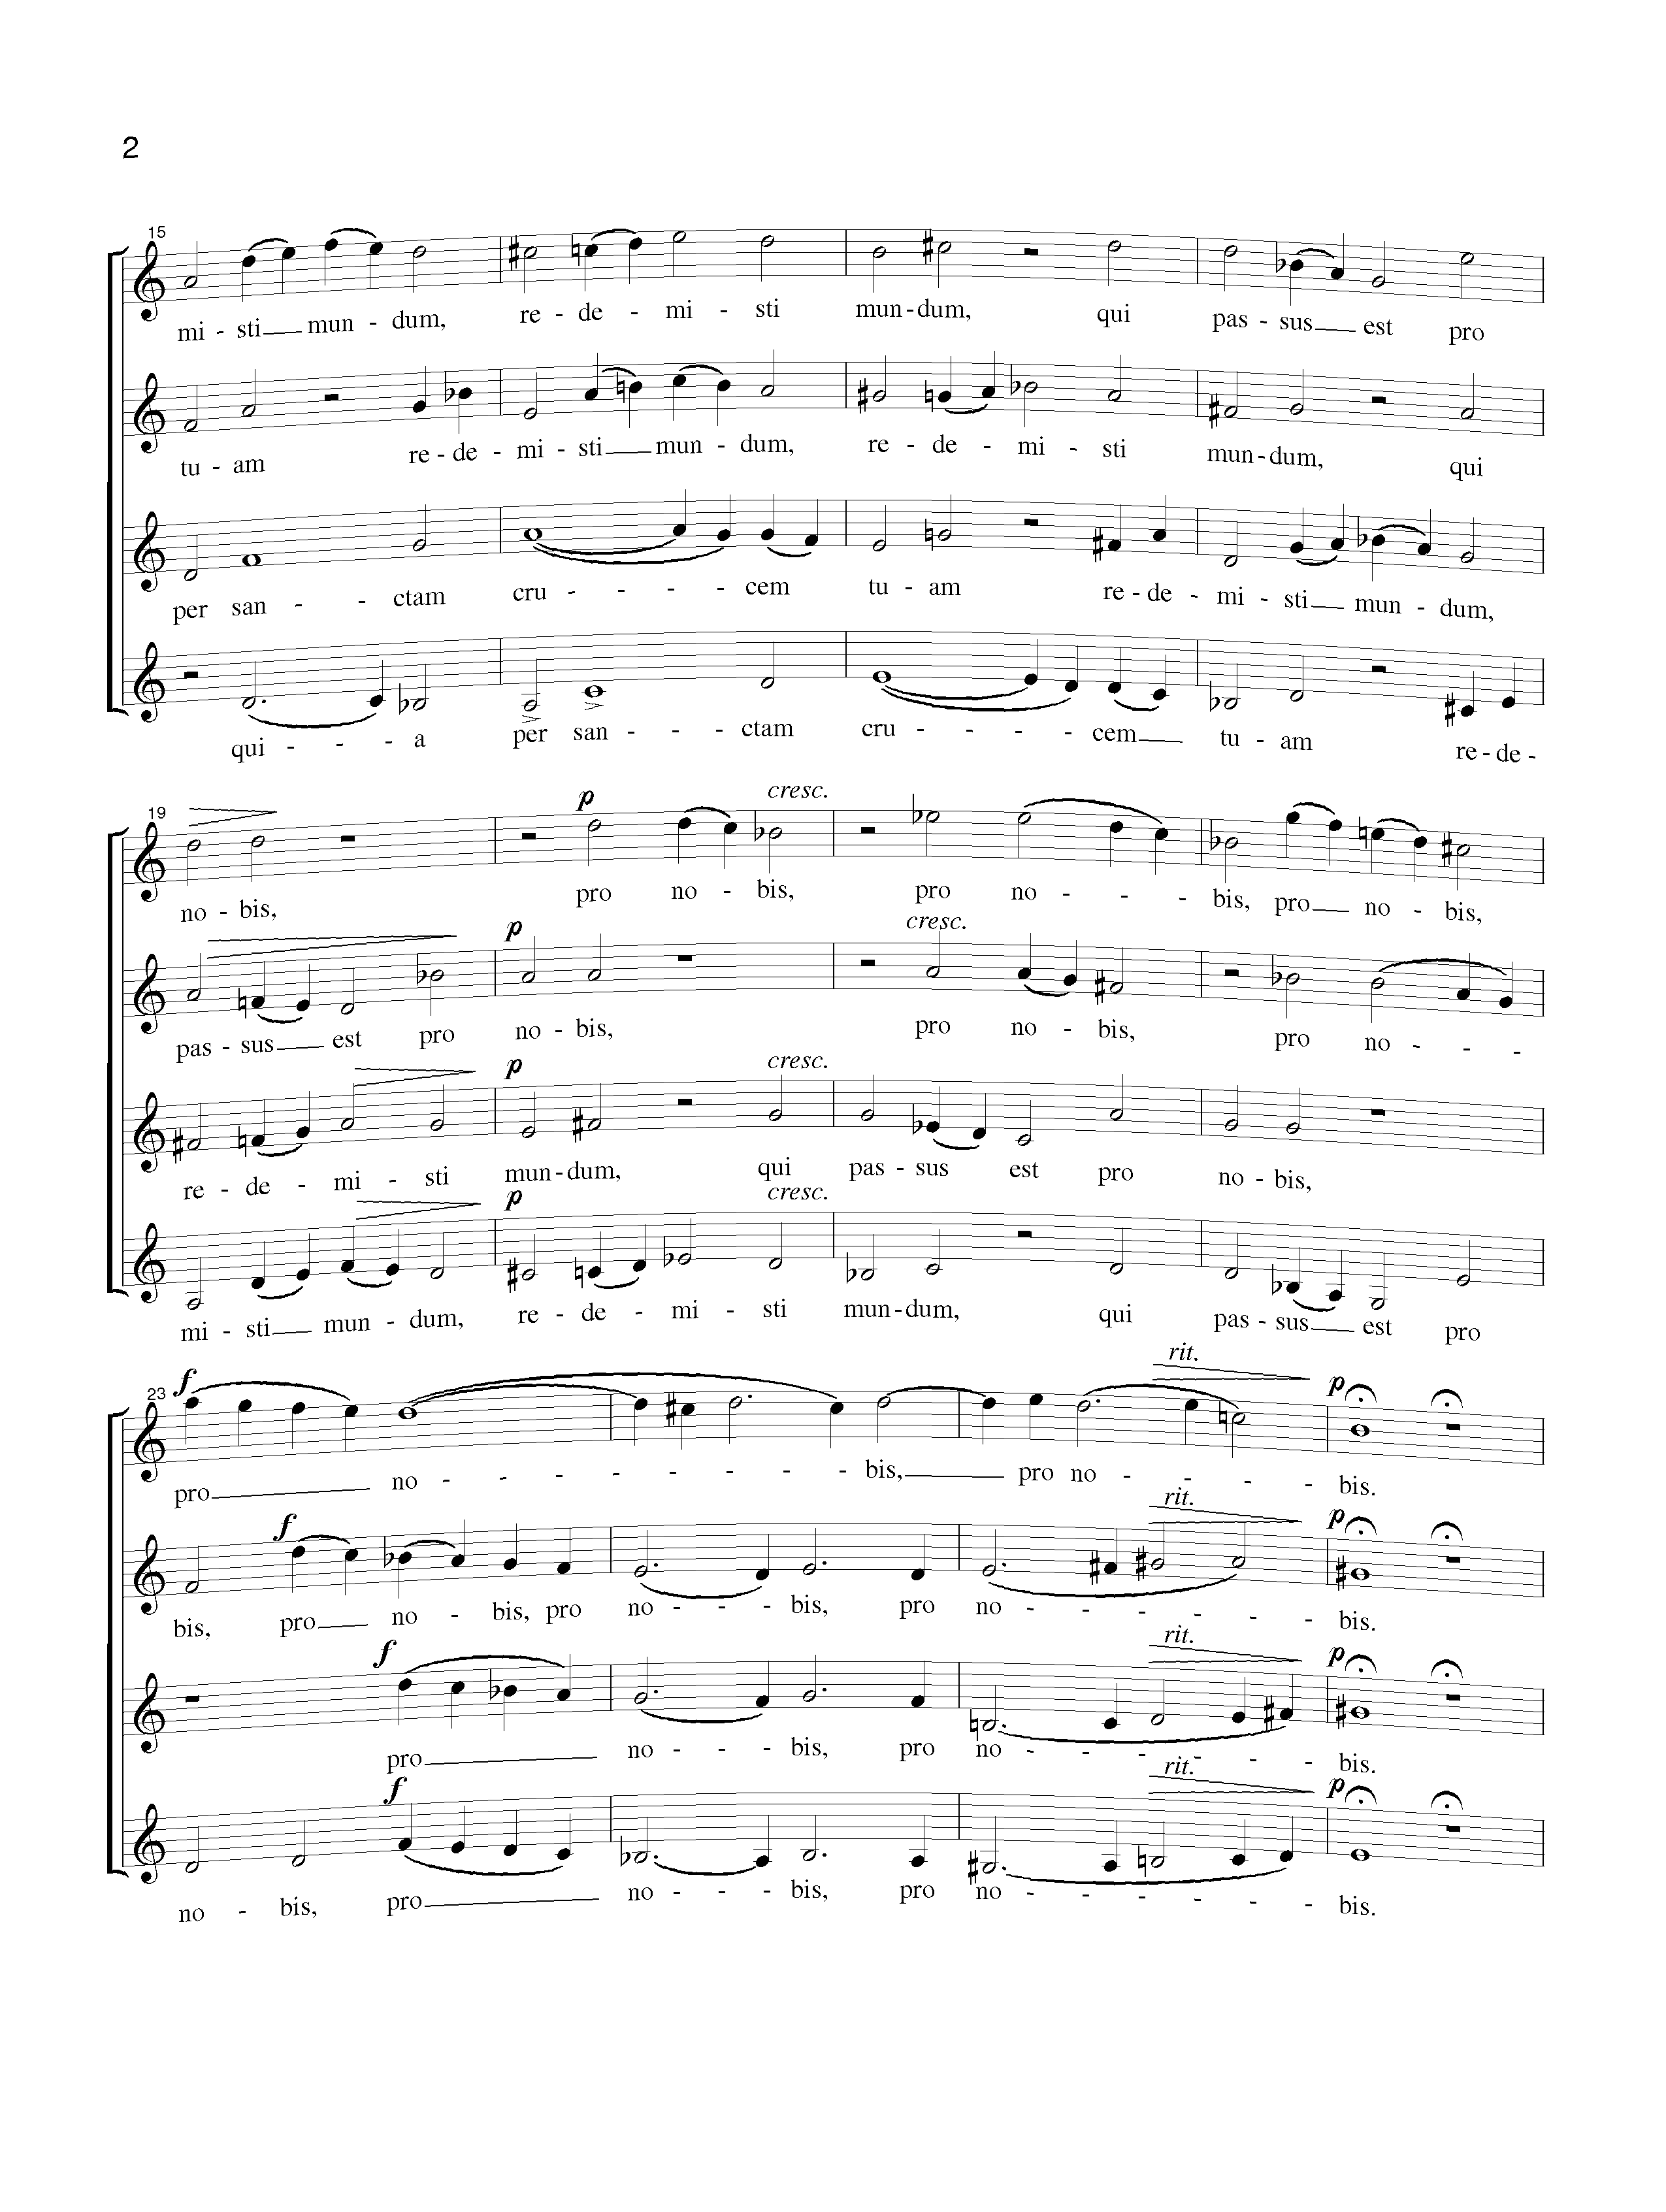 2
15
mi - sti mun - dum, re - de - mi - sti mun - dum, qui pas - sus est pro
tu - am re - de - mi - sti mun - dum, re - de - mi - sti mun - dum, qui
per san - - ctam cru - - - - cem tu - am re - de - mi - sti mun - dum,
qui - - - a per san - - - ctam cru - - - - cem tu - am re - de -
19
cresc.
p
no - bis, pro no - bis, pro no - - - bis, pro no - bis,
p cresc.
pas - sus est pro no - bis, pro no - bis, pro no - - -
p cresc.
re - de - mi - sti mun - dum, qui pas - sus est pro no - bis,
p cresc.
mi - sti mun - dum, re - de - mi - sti mun - dum, qui pas - sus est pro
rit.
23 f p
pro no - - - - - - - - bis, pro no - - - - bis.
f rit. p
bis, pro no - bis, pro no - - - bis, pro no - - - - - - bis.
f rit. p
pro no - - - bis, pro no - - - - - - bis.
f rit. p
no - bis, pro no - - - bis, pro no - - - - - - bis.